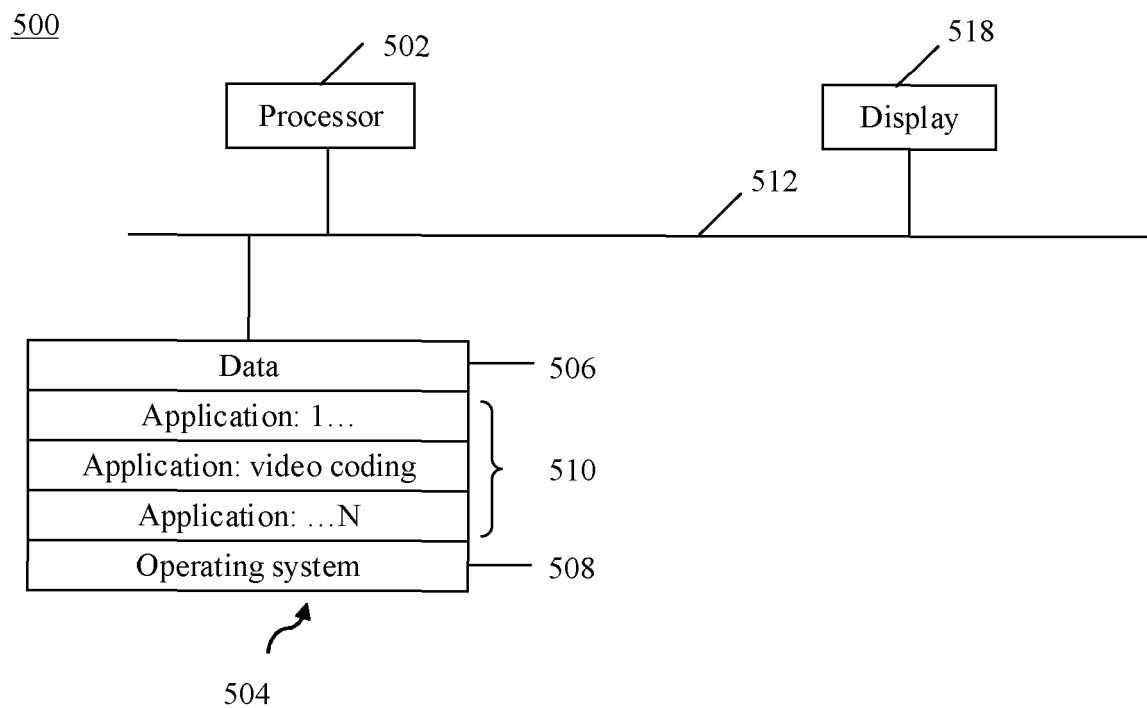 500
502
518
Processor
Display
512
Data
506
Application: 1…
Application: video coding
510
Application: …N
Operating system
508
504